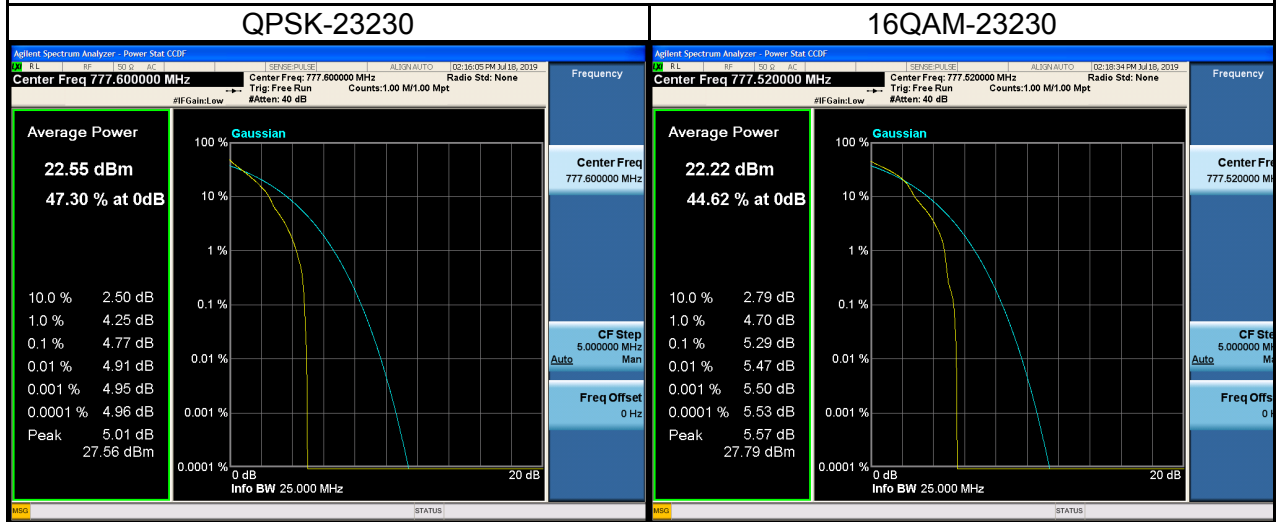 QPSK-23230
Agilent Spectrum Analyzer - Power Stat CCDF
LXI RL RF 50 Ω AC SENSE:PULSE ALIGNAUTO 02:16:05 PM Jul 18, 2019
Center Freq 777.600000 MHz
Center Freq: 777.600000 MHz Radio Std: None
Trig: Free Run Counts:1.00 M/1.00 Mpt
#IFGain:Low #Atten: 40 dB
Average Power
22.55 dBm
47.30 % at 0dB
10.0 % 2.50 dB
1.0 % 4.25 dB
0.1 % 4.77 dB
0.01 % 4.91 dB
0.001 % 4.95 dB
0.0001 % 4.96 dB
Peak 5.01 dB
27.56 dBm
Gaussian
100 %
10 %
1 %
0.1 %
0.01 %
0.001 %
0.0001 %
0 dB 20 dB
Info BW 25.000 MHz
Frequency
Center Freq
777.600000 MHz
CF Step
5.000000 MHz
Auto Man
Freq Offset
0 Hz
MSG STATUS
16QAM-23230
Agilent Spectrum Analyzer - Power Stat CCDF
LXI RL RF 50 Ω AC SENSE:PULSE ALIGNAUTO 02:18:34 PM Jul 18, 2019
Center Freq 777.520000 MHz
Center Freq: 777.520000 MHz Radio Std: None
Trig: Free Run Counts:1.00 M/1.00 Mpt
#IFGain:Low #Atten: 40 dB
Average Power
22.22 dBm
44.62 % at 0dB
10.0 % 2.79 dB
1.0 % 4.70 dB
0.1 % 5.29 dB
0.01 % 5.47 dB
0.001 % 5.50 dB
0.0001 % 5.53 dB
Peak 5.57 dB
27.79 dBm
Gaussian
100 %
10 %
1 %
0.1 %
0.01 %
0.001 %
0.0001 %
0 dB 20 dB
Info BW 25.000 MHz
Frequency
Center Fre
777.520000 M
CF Ste
5.000000 M
Auto Ma
Freq Offs
0
MSG STATUS